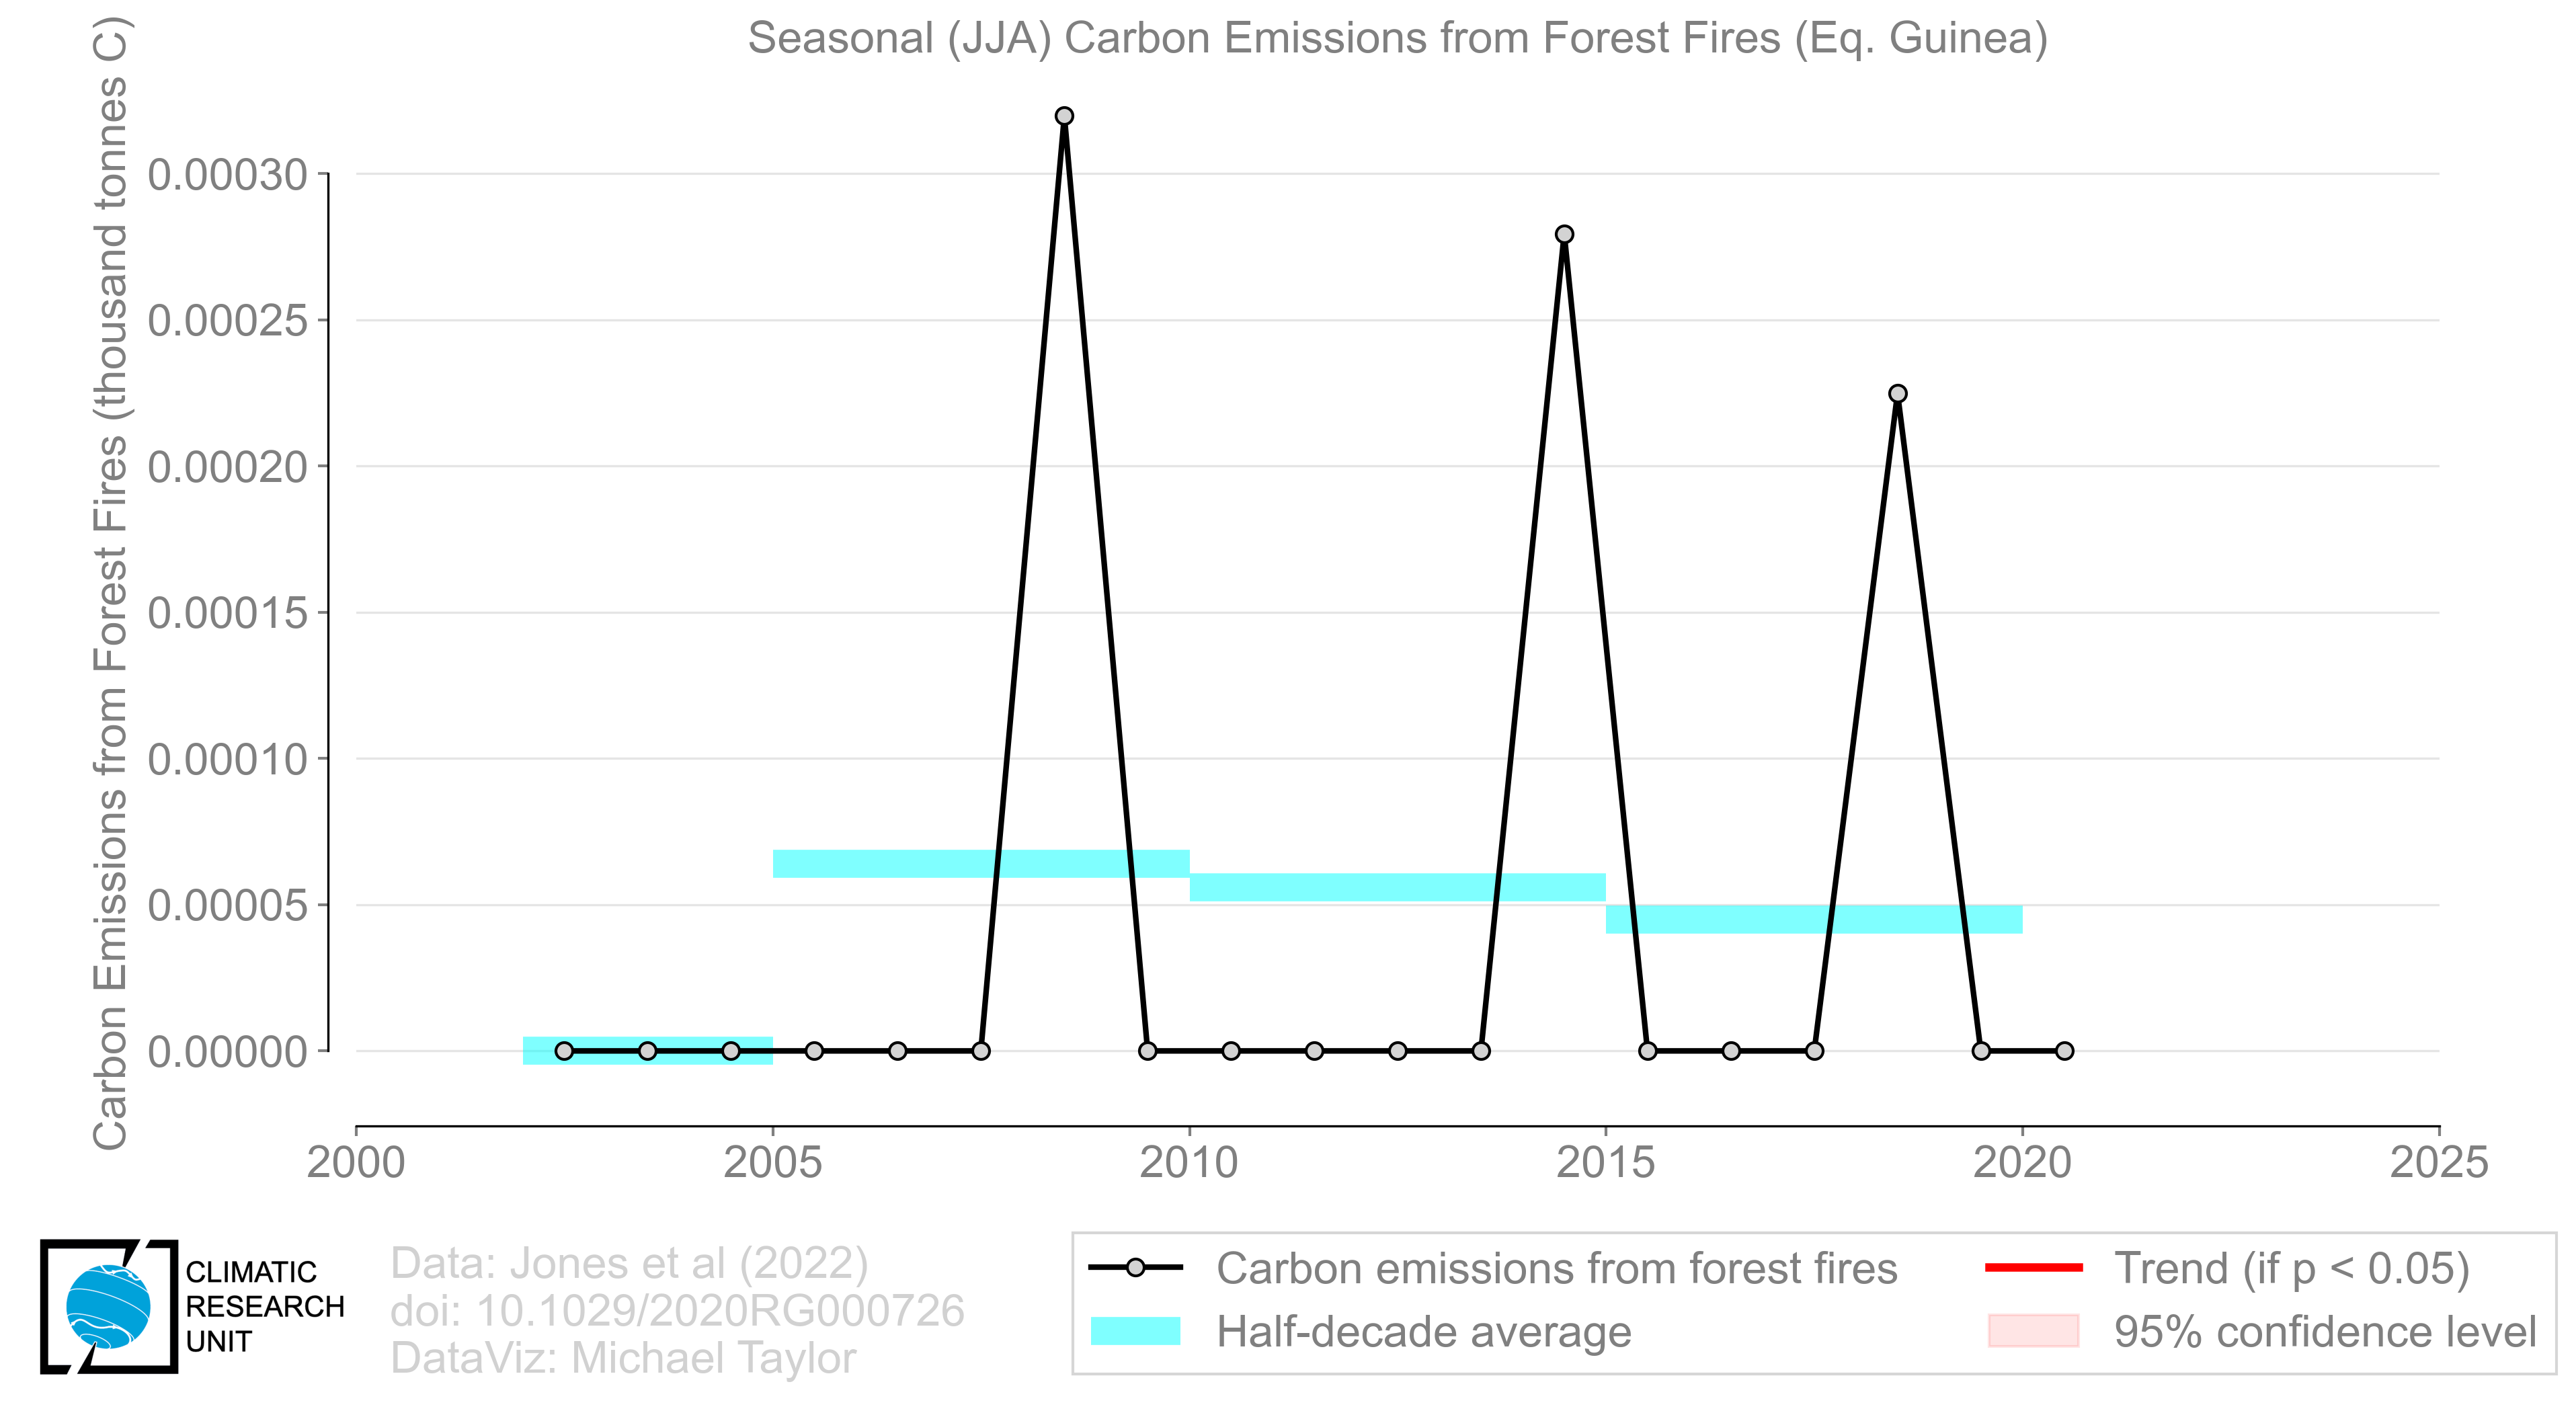 Seasonal (JJA) Carbon Emissions from Forest Fires (Eq. Guinea)
Carbon Emissions from Forest Fires (thousand tonnes C)
0.00030
0.00025
0.00020
0.00015
0.00010
0.00005
0.00000
2000 2005 2010 2015 2020 2025
CLIMATIC
RESEARCH
UNIT
Data: Jones et al (2022)
doi: 10.1029/2020RG000726
DataViz: Michael Taylor
Carbon emissions from forest fires
Half-decade average
Trend (if p < 0.05)
95% confidence level